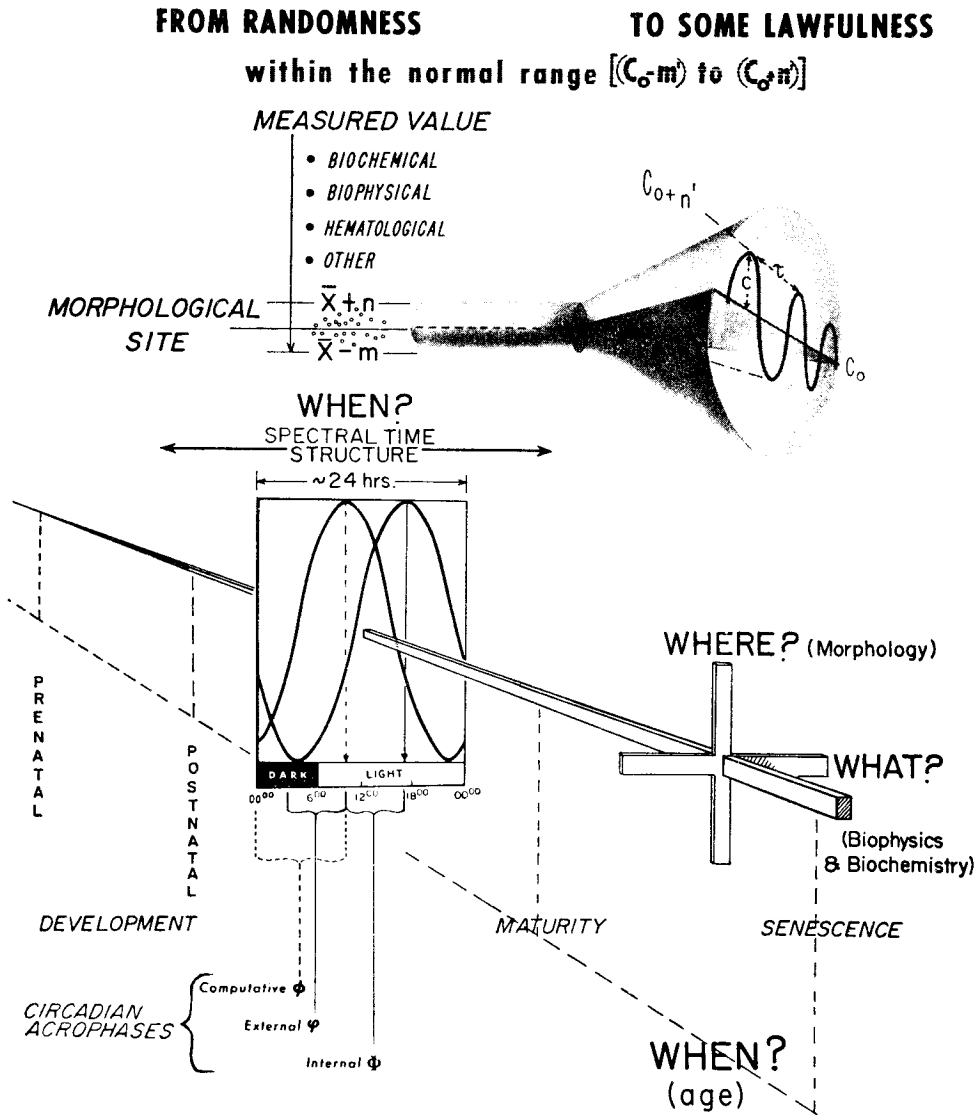 FROM RANDOMNESS TO SOME LAWFULNESS
within the normal range [(C₀-m') to (C₀+n')]
MEASURED VALUE
• BIOCHEMICAL
• BIOPHYSICAL
• HEMATOLOGICAL
• OTHER
C₀+n'
MORPHOLOGICAL
SITE
X̄+n
X̄-m
C
τ
C₀
WHEN?
SPECTRAL TIME
STRUCTURE
~24 hrs.
DARK LIGHT
00⁰⁰ 6⁰⁰ 12⁰⁰ 18⁰⁰ 00⁰⁰
PRENATAL
POSTNATAL
WHERE? (Morphology)
WHAT?
(Biophysics
& Biochemistry)
DEVELOPMENT
MATURITY
SENESCENCE
CIRCADIAN
ACROPHASES
Computative ϕ
External φ
Internal Φ
WHEN?
(age)